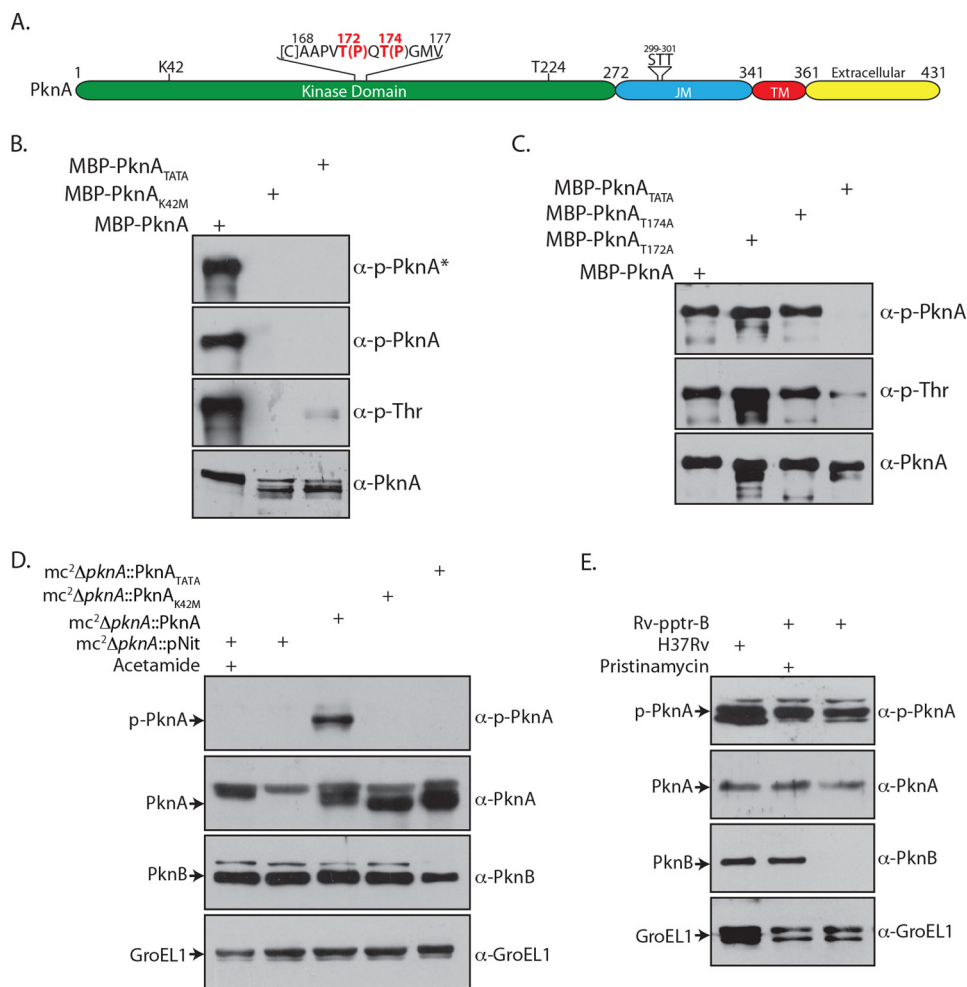 A.
168 172 174 177
[C]AAPVT(P)QT(P)GMV
299-301
STT
1 K42 T224 272 341 361 Extracellular 431
PknA Kinase Domain JM TM
B.
MBP-PknATATA +
MBP-PknAK42M +
MBP-PknA +
α-p-PknA*
α-p-PknA
α-p-Thr
α-PknA
C.
MBP-PknATATA +
MBP-PknAT174A +
MBP-PknAT172A +
MBP-PknA +
α-p-PknA
α-p-Thr
α-PknA
D.
mc²ΔpknA::PknATATA +
mc²ΔpknA::PknAK42M +
mc²ΔpknA::PknA +
mc²ΔpknA::pNit + +
Acetamide +
p-PknA α-p-PknA
PknA α-PknA
PknB α-PknB
GroEL1 α-GroEL1
E.
Rv-pptr-B + +
H37Rv +
Pristinamycin +
p-PknA α-p-PknA
PknA α-PknA
PknB α-PknB
GroEL1 α-GroEL1